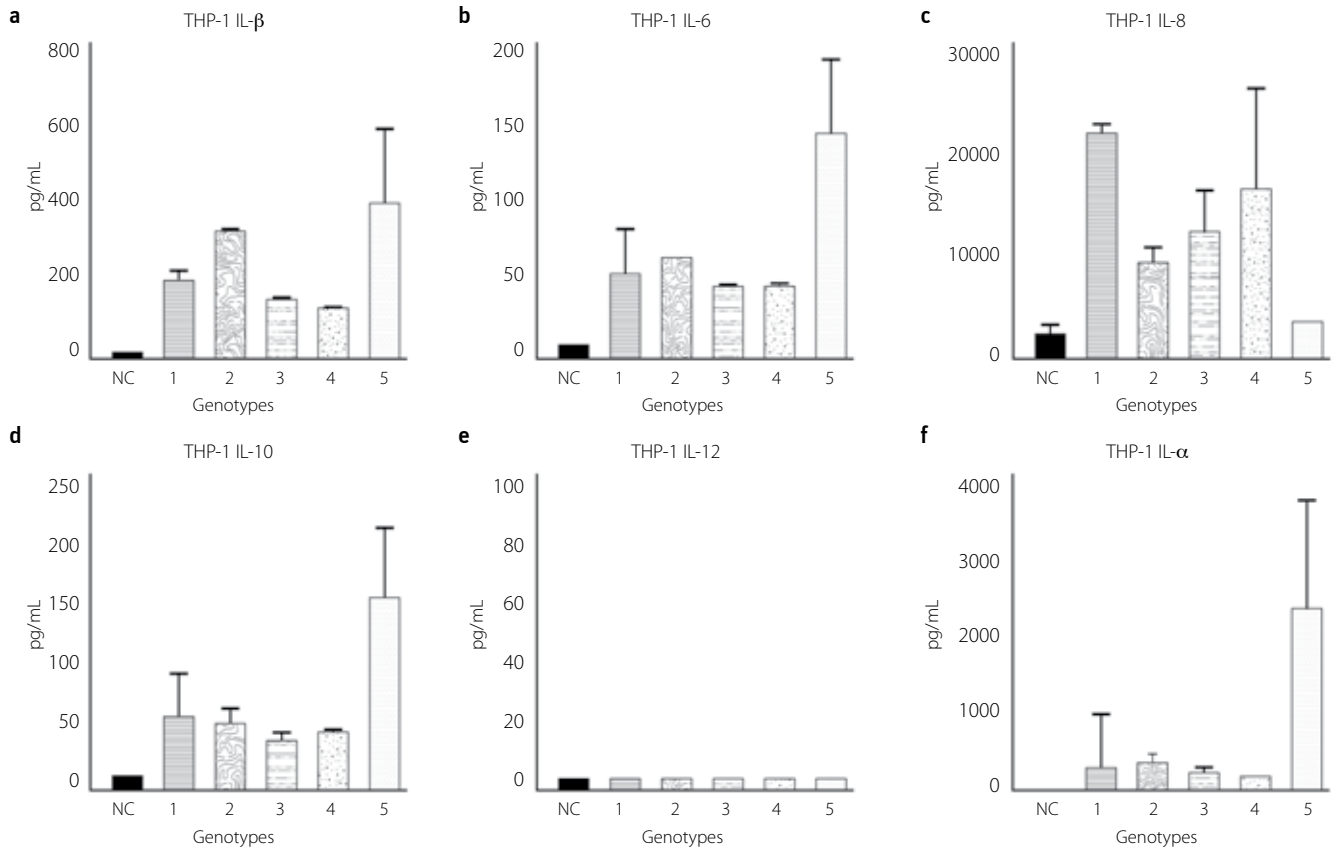 a
THP-1 IL-β
800
600
400
200
0
pg/mL
NC 1 2 3 4 5
Genotypes
b
THP-1 IL-6
200
150
100
50
0
pg/mL
NC 1 2 3 4 5
Genotypes
c
THP-1 IL-8
30000
20000
10000
0
pg/mL
NC 1 2 3 4 5
Genotypes
d
THP-1 IL-10
250
200
150
100
50
0
pg/mL
NC 1 2 3 4 5
Genotypes
e
THP-1 IL-12
100
80
60
40
20
0
pg/mL
NC 1 2 3 4 5
Genotypes
f
THP-1 IL-α
4000
3000
2000
1000
0
pg/mL
NC 1 2 3 4 5
Genotypes